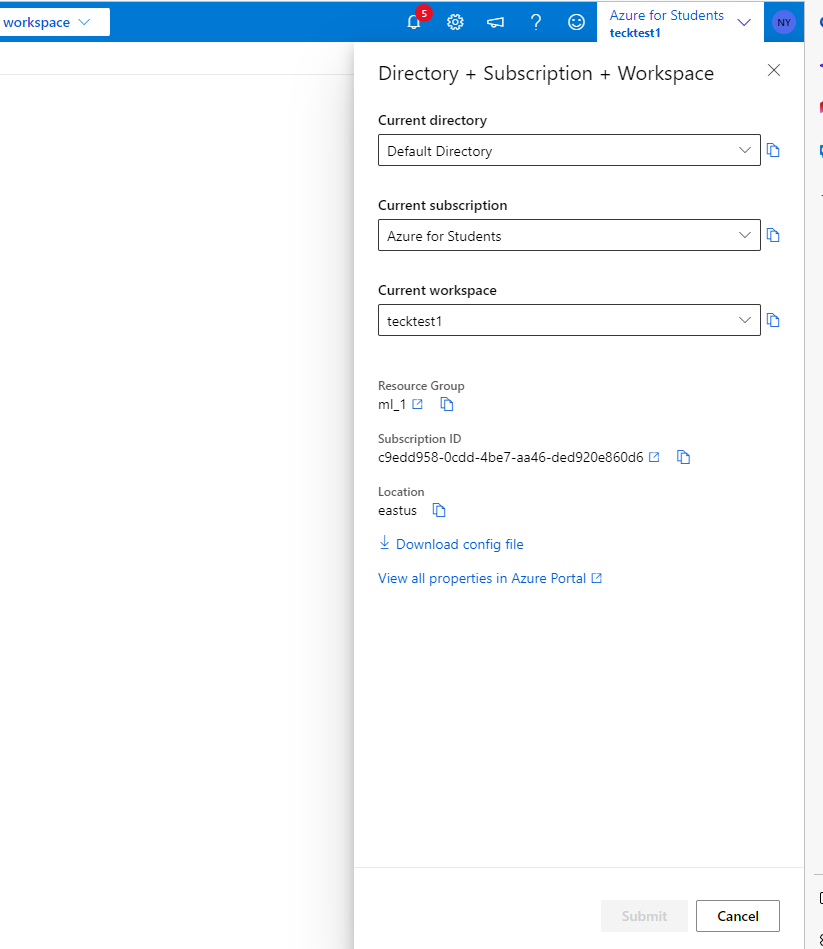 workspace
5
Azure for Students
tecktest1
NY
Directory + Subscription + Workspace
Current directory
Default Directory
Current subscription
Azure for Students
Current workspace
tecktest1
Resource Group
ml_1
Subscription ID
c9edd958-0cdd-4be7-aa46-ded920e860d6
Location
eastus
Download config file
View all properties in Azure Portal
Submit
Cancel